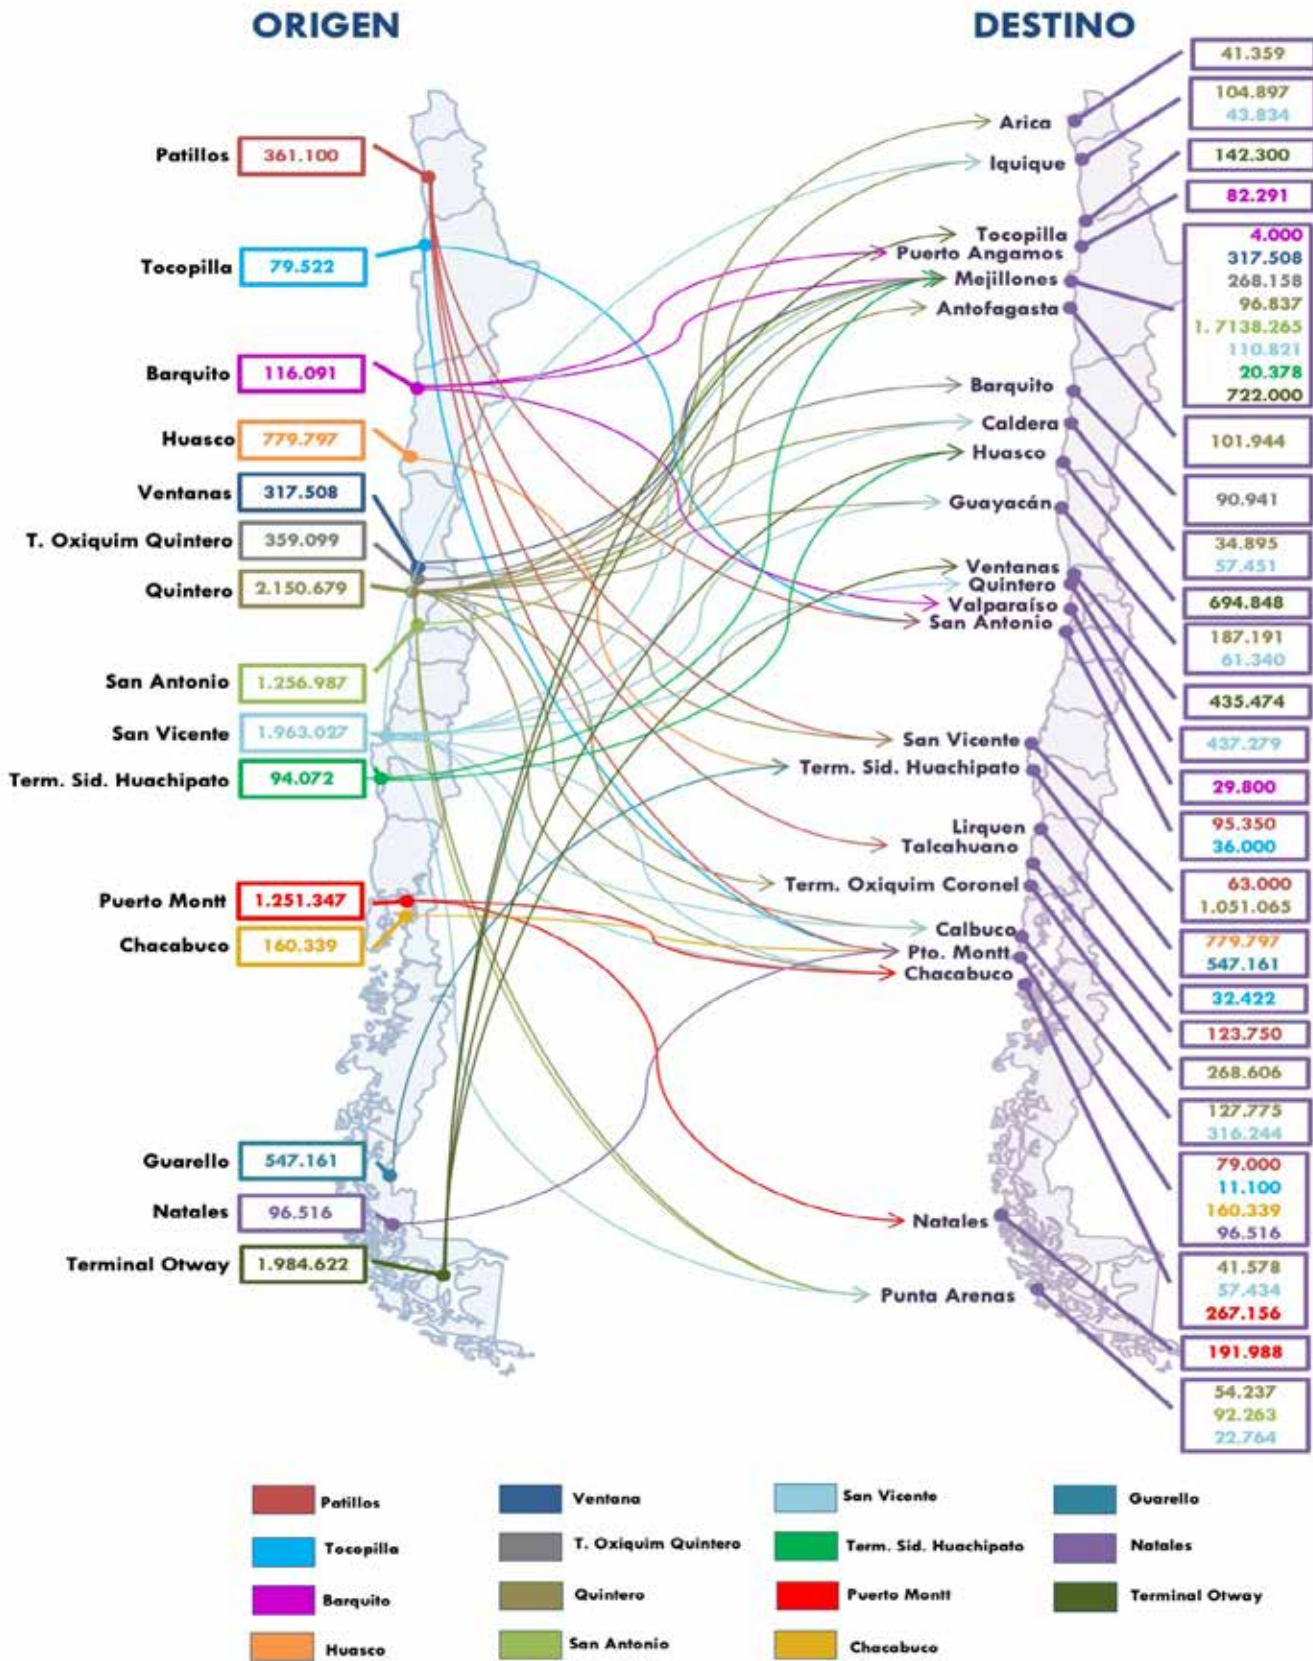 ORIGEN
Patillos 361.100
Tocopilla 79.522
Barquito 116.091
Huasco 779.797
Ventanas 317.508
T. Oxiquim Quintero 359.099
Quintero 2.150.679
San Antonio 1.256.987
San Vicente 1.963.027
Term. Sid. Huachipato 94.072
Puerto Montt 1.251.347
Chacabuco 160.339
Guarello 547.161
Natales 96.516
Terminal Otway 1.984.622
DESTINO
Arica
Iquique
Tocopilla
Puerto Angamos
Mejillones
Antofagasta
Barquito
Caldera
Huasco
Guayacán
Ventanas
Quintero
Valparaíso
San Antonio
San Vicente
Term. Sid. Huachipato
Lirquen
Talcahuano
Term. Oxiquim Coronel
Calbuco
Pto. Montt
Chacabuco
Natales
Punta Arenas
41.359
104.897
43.834
142.300
82.291
4.000
317.508
268.158
96.837
1. 7138.265
110.821
20.378
722.000
101.944
90.941
34.895
57.451
694.848
187.191
61.340
435.474
437.279
29.800
95.350
36.000
63.000
1.051.065
779.797
547.161
32.422
123.750
268.606
127.775
316.244
79.000
11.100
160.339
96.516
41.578
57.434
267.156
191.988
54.237
92.263
22.764
Patillos
Tocopilla
Barquito
Huasco
Ventana
T. Oxiquim Quintero
Quintero
San Antonio
San Vicente
Term. Sid. Huachipato
Puerto Montt
Chacabuco
Guarello
Natales
Terminal Otway